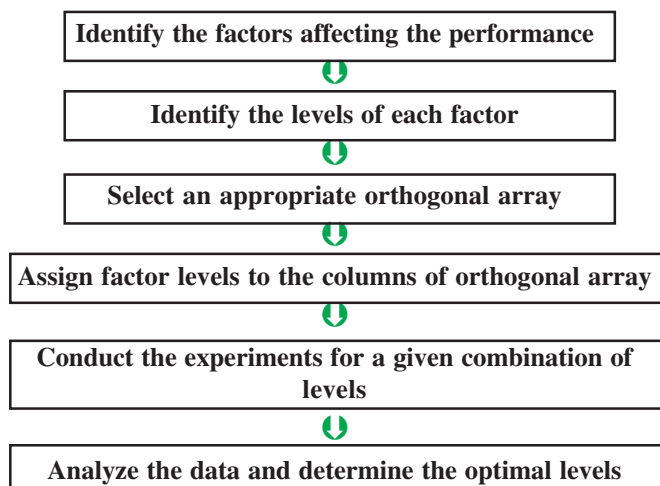 Identify the factors affecting the performance
Identify the levels of each factor
Select an appropriate orthogonal array
Assign factor levels to the columns of orthogonal array
Conduct the experiments for a given combination of
levels
Analyze the data and determine the optimal levels